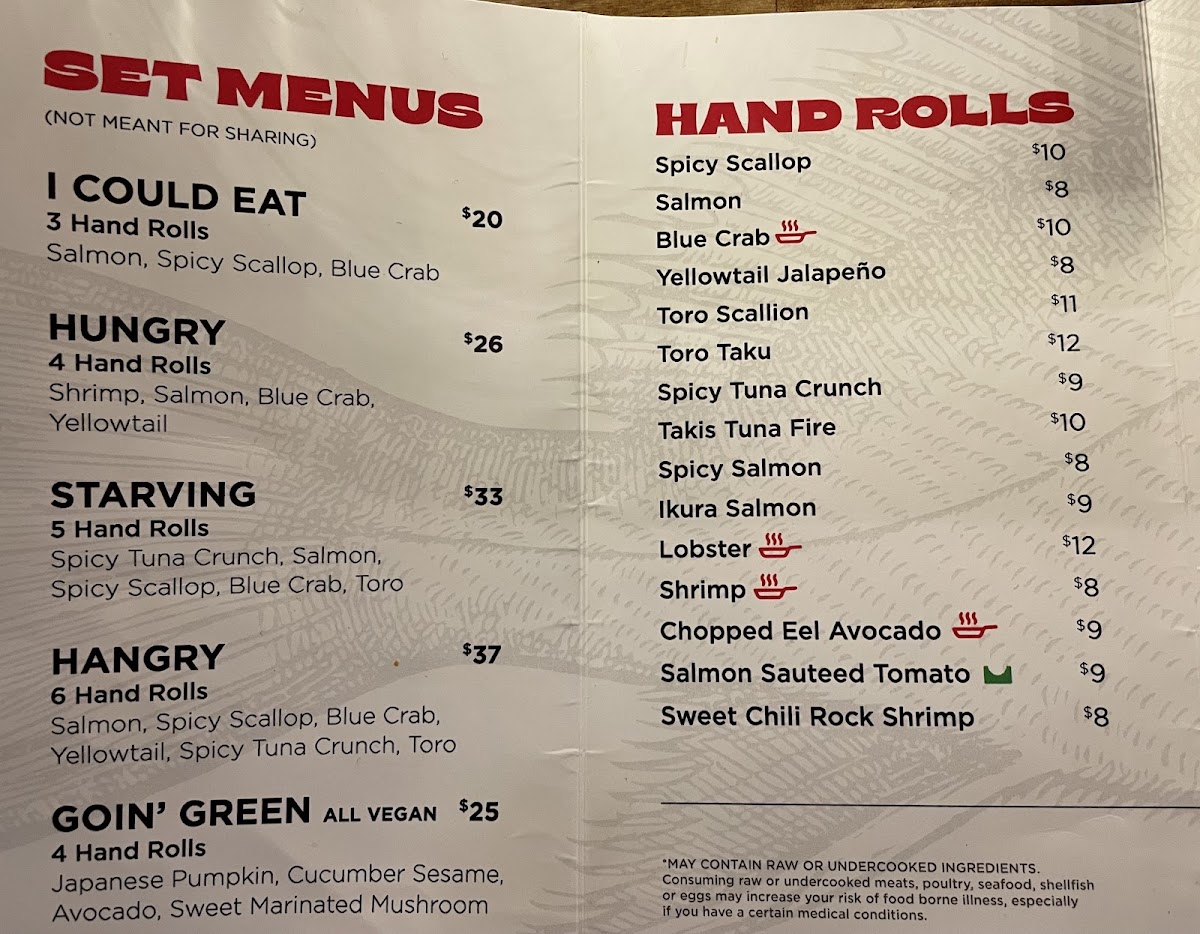 SET MENUS
(NOT MEANT FOR SHARING)
I COULD EAT $20
3 Hand Rolls
Salmon, Spicy Scallop, Blue Crab
HUNGRY $26
4 Hand Rolls
Shrimp, Salmon, Blue Crab,
Yellowtail
STARVING $33
5 Hand Rolls
Spicy Tuna Crunch, Salmon,
Spicy Scallop, Blue Crab, Toro
HANGRY $37
6 Hand Rolls
Salmon, Spicy Scallop, Blue Crab,
Yellowtail, Spicy Tuna Crunch, Toro
GOIN' GREEN ALL VEGAN $25
4 Hand Rolls
Japanese Pumpkin, Cucumber Sesame,
Avocado, Sweet Marinated Mushroom
HAND ROLLS
Spicy Scallop $10
Salmon $8
Blue Crab $10
Yellowtail Jalapeño $8
Toro Scallion $11
Toro Taku $12
Spicy Tuna Crunch $9
Takis Tuna Fire $10
Spicy Salmon $8
Ikura Salmon $9
Lobster $12
Shrimp $8
Chopped Eel Avocado $9
Salmon Sauteed Tomato $9
Sweet Chili Rock Shrimp $8
*MAY CONTAIN RAW OR UNDERCOOKED INGREDIENTS.
Consuming raw or undercooked meats, poultry, seafood, shellfish
or eggs may increase your risk of food borne illness, especially
if you have a certain medical conditions.